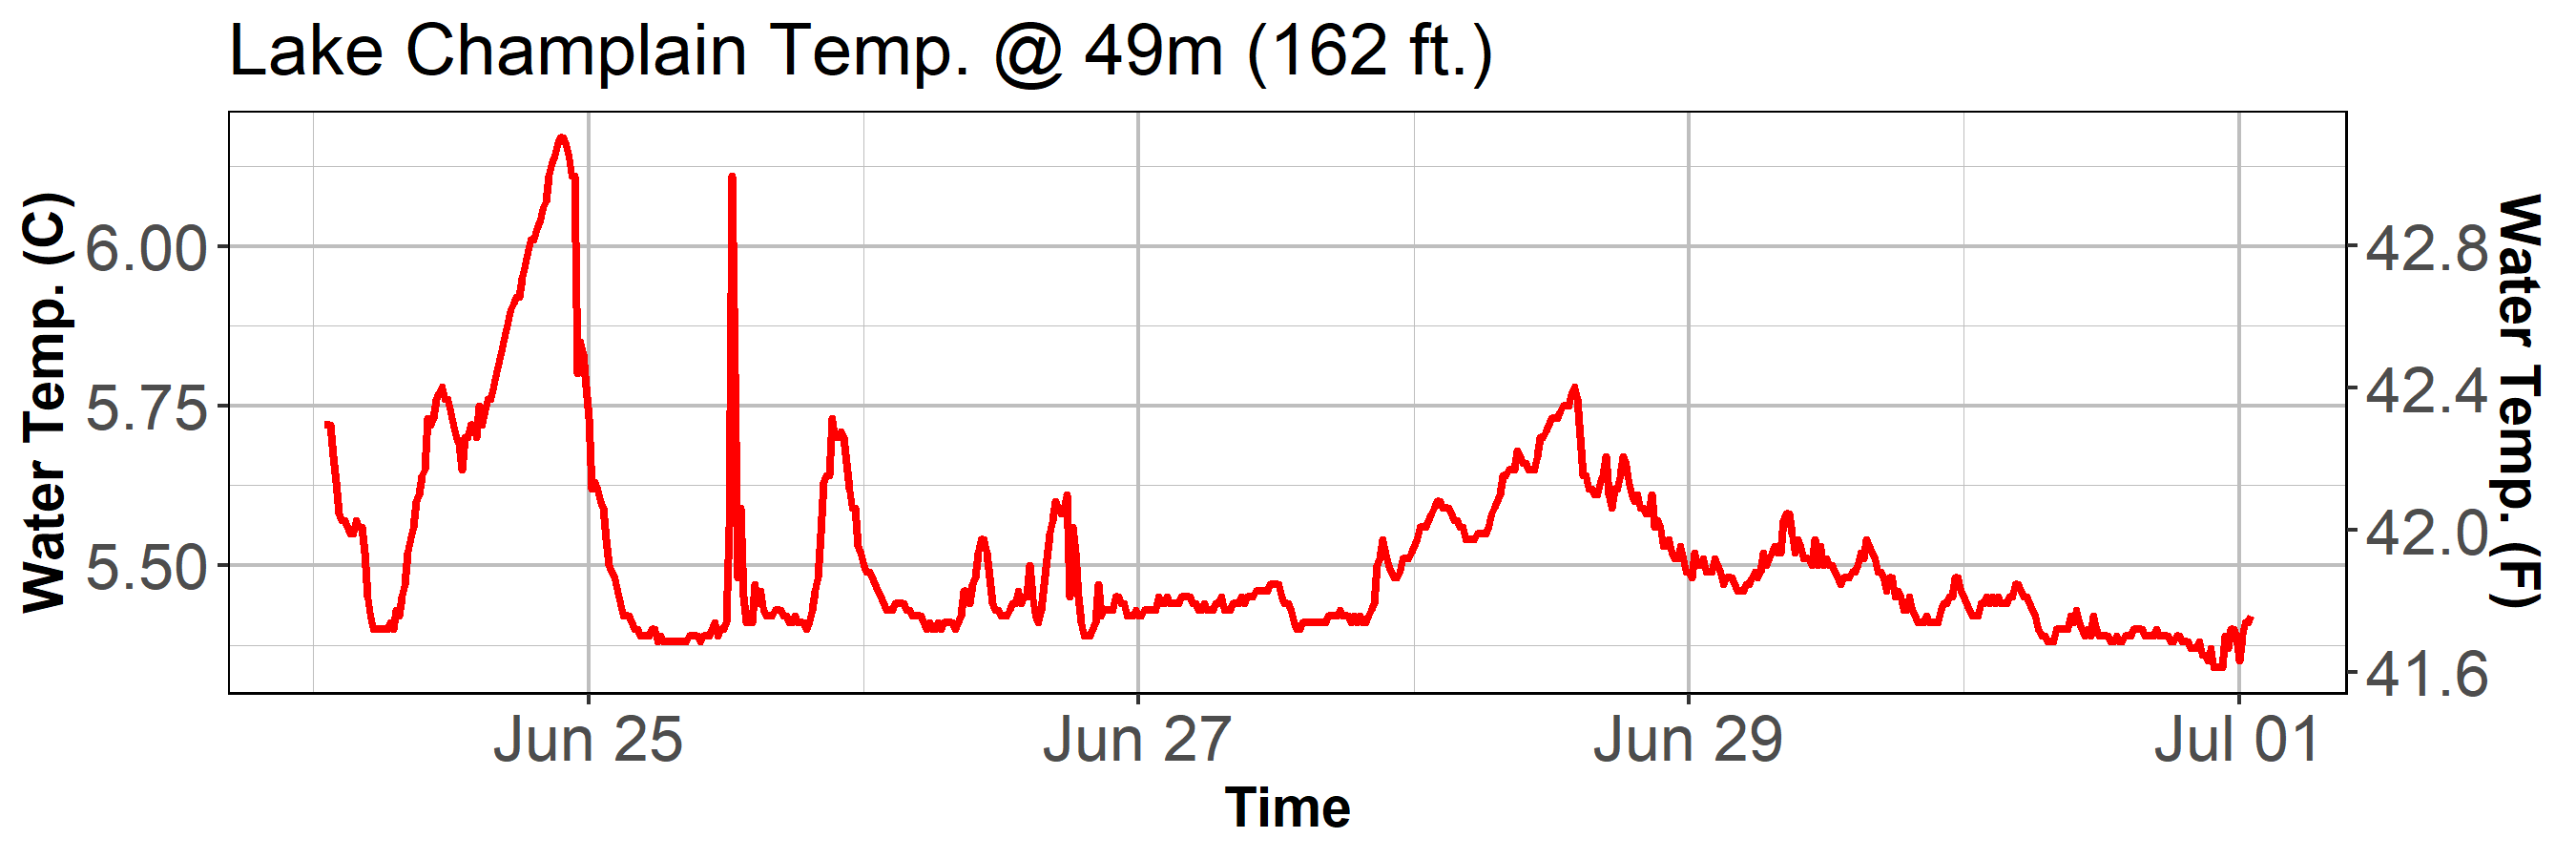 Lake Champlain Temp. @ 49m (162 ft.)
Water Temp. (C)
6.00
5.75
5.50
42.8
42.4
42.0
41.6
Water Temp. (F)
Jun 25 Jun 27 Jun 29 Jul 01
Time